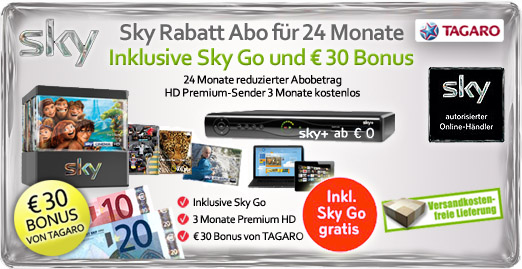 sky
Sky Rabatt Abo für 24 Monate
TAGARO
Inklusive Sky Go und € 30 Bonus
24 Monate reduzierter Abobetrag
HD Premium-Sender 3 Monate kostenlos
sky
autorisierter
Online-Händler
sky+ ab € 0
CINEMA
sky
€ 30
BONUS
VON TAGARO
10
20
Inklusive Sky Go
3 Monate Premium HD
€ 30 Bonus von TAGARO
Inkl.
Sky Go
gratis
Versandkosten-
freie Lieferung